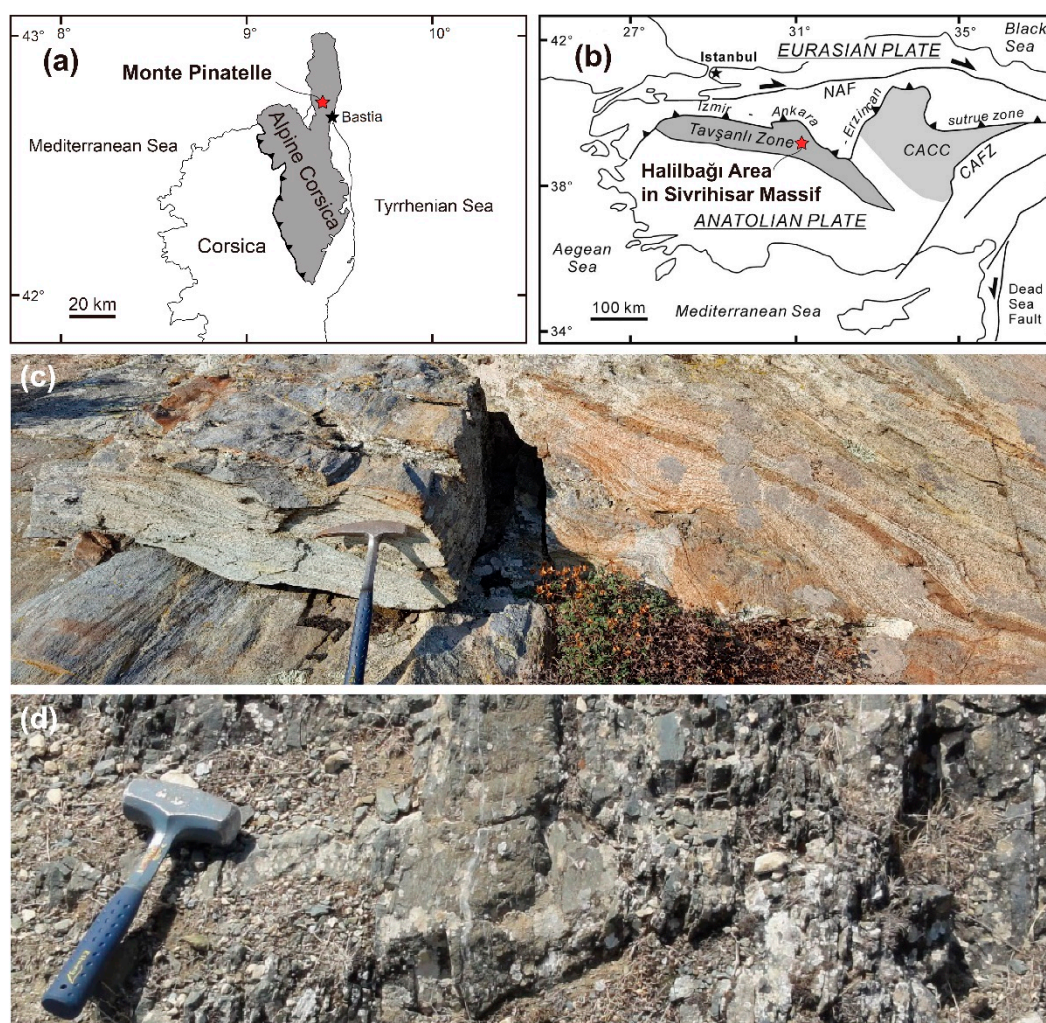 8°
9°
10°
43°
(a)
Monte Pinatelle
Bastia
Mediterranean Sea
Alpine Corsica
Tyrrhenian Sea
Corsica
42°
20 km
27°
31°
35°
42°
(b)
Black
Sea
Istanbul
EURASIAN PLATE
NAF
Izmir
Ankara
- Erzincan
sutrue zone
Tavşanlı Zone
CACC
CAFZ
Halilbağı Area
in Sivrihisar Massif
38°
ANATOLIAN PLATE
Aegean
Sea
100 km
Mediterranean Sea
Dead
Sea
Fault
34°
(c)
(d)